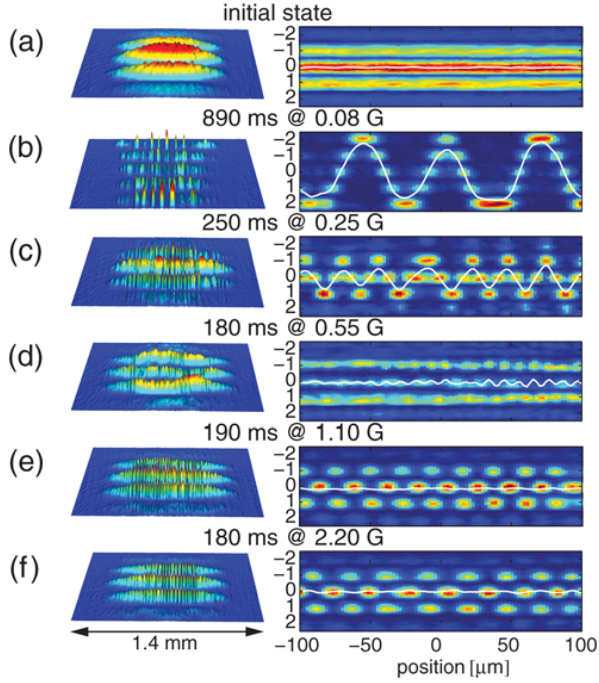 initial state
(a)
−2
−1
0
1
2
890 ms @ 0.08 G
(b)
−2
−1
0
1
2
250 ms @ 0.25 G
(c)
−2
−1
0
1
2
180 ms @ 0.55 G
(d)
−2
−1
0
1
2
190 ms @ 1.10 G
(e)
−2
−1
0
1
2
180 ms @ 2.20 G
(f)
−2
−1
0
1
2
1.4 mm
−100 −50 0 50 100
position [μm]